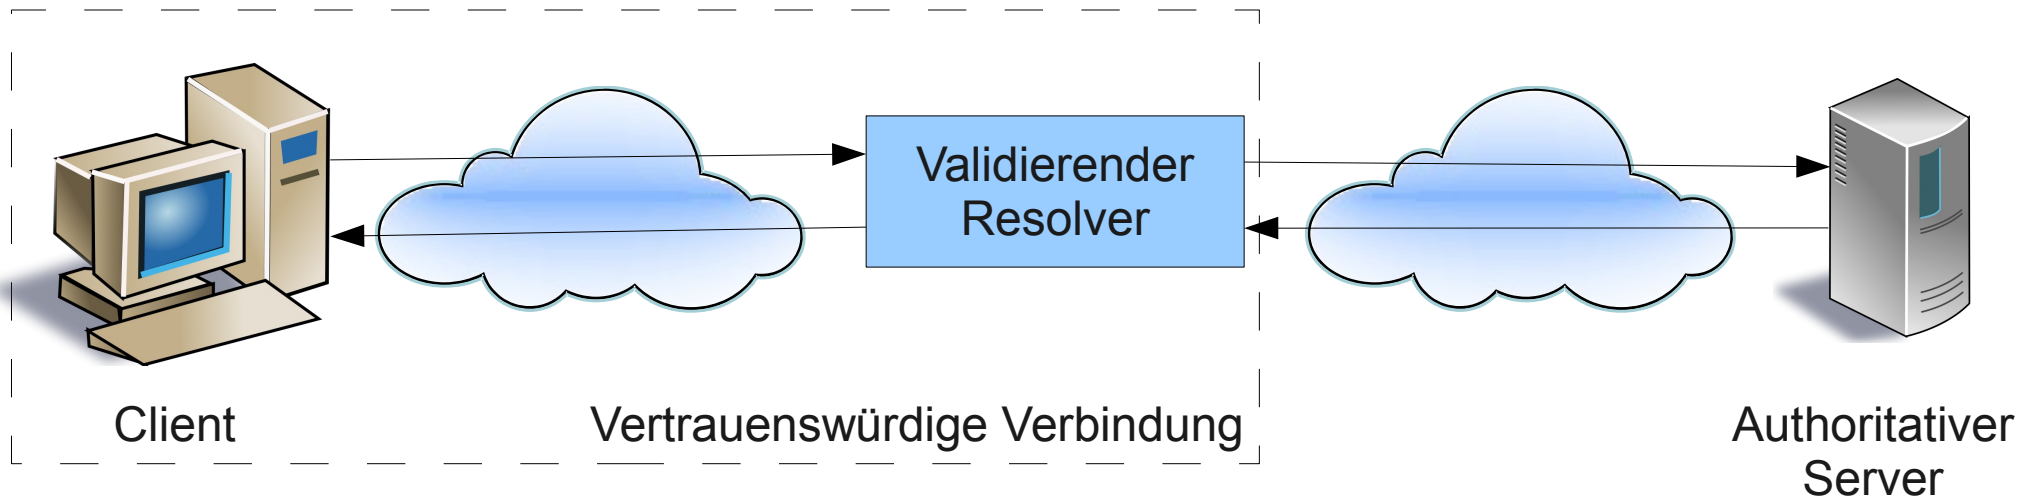 Validierender
Resolver
Client
Vertrauenswürdige Verbindung
Authoritativer
Server